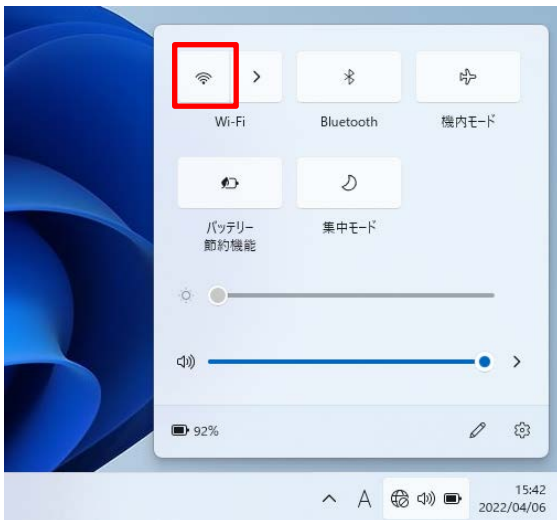 Wi-Fi
Bluetooth
機内モード
バッテリー
節約機能
集中モード
92%
A
15:42
2022/04/06